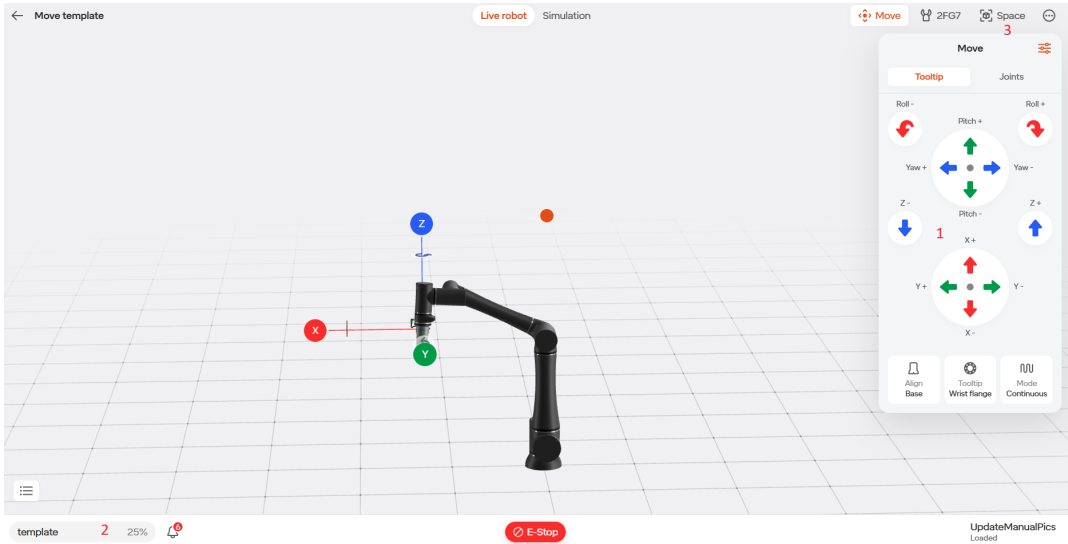 Move template
Live robot Simulation
Move 2FG7 Space
3
Move
Tooltip Joints
Roll - Roll +
Pitch +
Yaw + Yaw -
Z - Z +
Pitch -
1
X +
Y + Y -
X -
Align Tooltip Mode
Base Wrist flange Continuous
Z
X
Y
template 2 25% 6
E-Stop
UpdateManualPics
Loaded